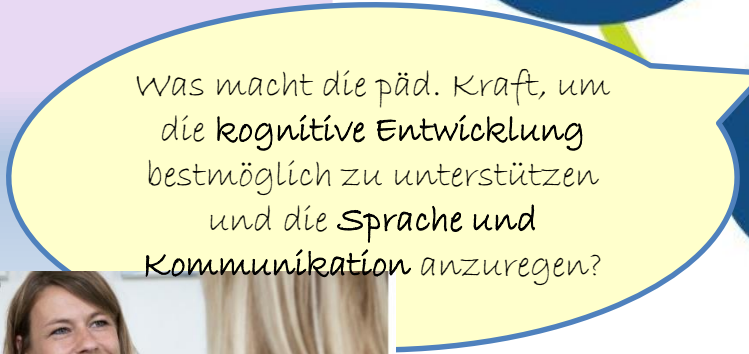 Was macht die päd. Kraft, um
die kognitive Entwicklung
bestmöglich zu unterstützen
und die Sprache und
Kommunikation anzuregen?